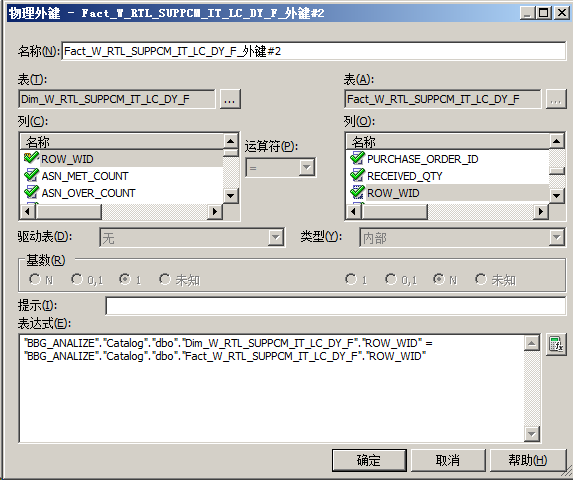 物理外键 - Fact_W_RTL_SUPPCM_IT_LC_DY_F_外键#2
名称(N): Fact_W_RTL_SUPPCM_IT_LC_DY_F_外键#2
表(T): 表(A):
Dim_W_RTL_SUPPCM_IT_LC_DY_F ... Fact_W_RTL_SUPPCM_IT_LC_DY_F ...
列(C): 运算符(P): 列(O):
名称 名称
ROW_WID = PURCHASE_ORDER_ID
ASN_MET_COUNT RECEIVED_QTY
ASN_OVER_COUNT ROW_WID
驱动表(D): 无 类型(Y): 内部
基数(R)
N 0,1 1 未知 1 0,1 N 未知
提示(I):
表达式(E):
"BBG_ANALIZE"."Catalog"."dbo"."Dim_W_RTL_SUPPCM_IT_LC_DY_F"."ROW_WID" =
"BBG_ANALIZE"."Catalog"."dbo"."Fact_W_RTL_SUPPCM_IT_LC_DY_F"."ROW_WID"
确定 取消 帮助(H)